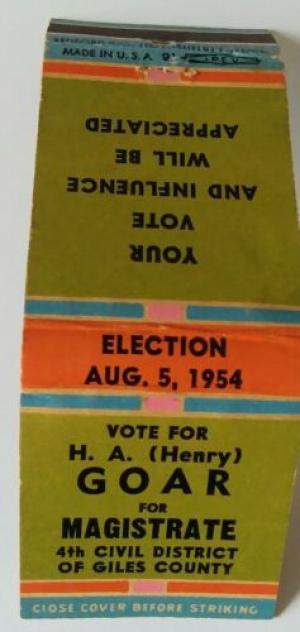 MADE IN U.S.A.
YOUR
VOTE
AND INFLUENCE
WILL BE
APPRECIATED
ELECTION
AUG. 5, 1954
VOTE FOR
H. A. (Henry)
GOAR
FOR
MAGISTRATE
4th CIVIL DISTRICT
OF GILES COUNTY
CLOSE COVER BEFORE STRIKING